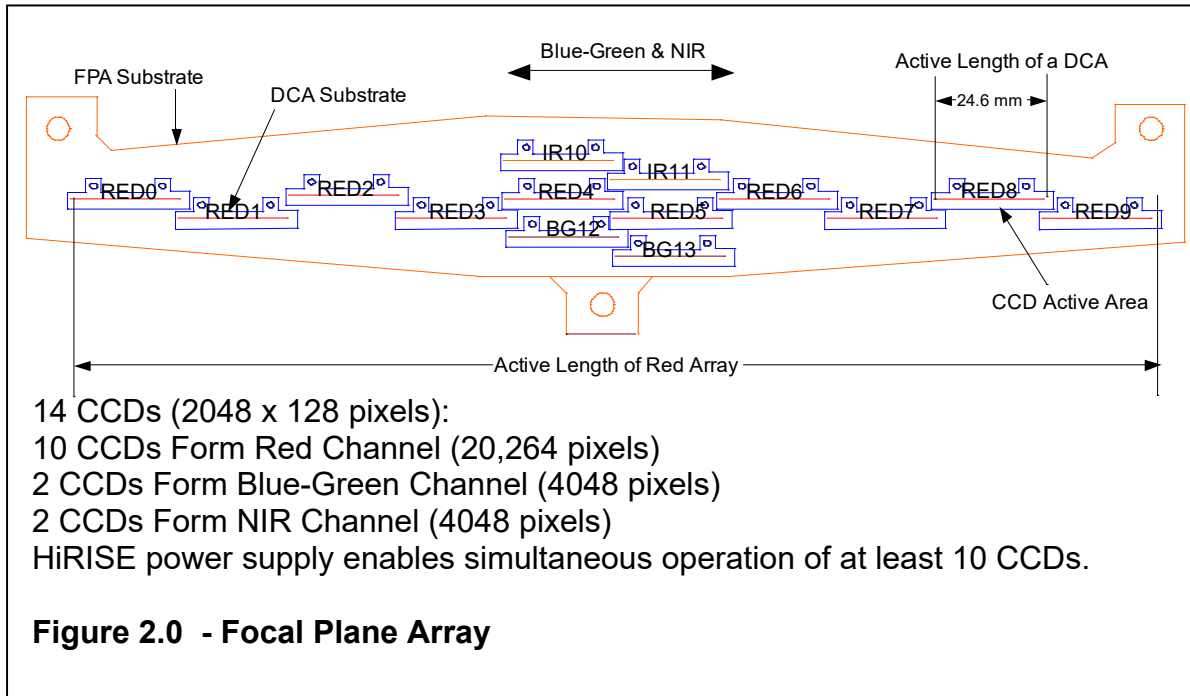 Blue-Green & NIR
Active Length of a DCA
FPA Substrate
DCA Substrate
24.6 mm
IR10
IR11
RED0
RED1
RED2
RED3
RED4
RED5
RED6
RED7
RED8
RED9
BG12
BG13
CCD Active Area
Active Length of Red Array
14 CCDs (2048 x 128 pixels):
10 CCDs Form Red Channel (20,264 pixels)
2 CCDs Form Blue-Green Channel (4048 pixels)
2 CCDs Form NIR Channel (4048 pixels)
HiRISE power supply enables simultaneous operation of at least 10 CCDs.
Figure 2.0 - Focal Plane Array